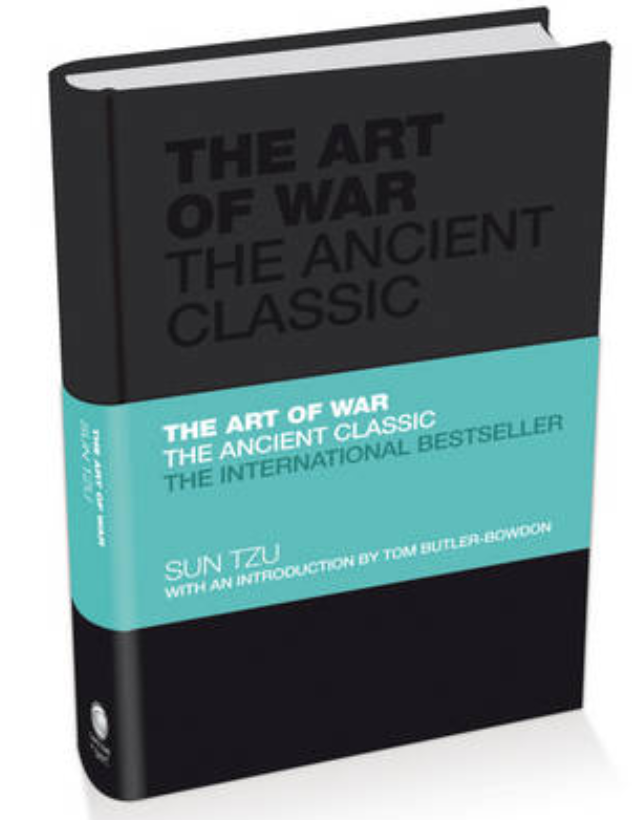 THE ART
OF WAR
THE ANCIENT
CLASSIC
THE ART OF WAR
THE ANCIENT CLASSIC
THE INTERNATIONAL BESTSELLER
SUN TZU
WITH AN INTRODUCTION BY TOM BUTLER-BOWDON
THE ART OF WAR
SUN TZU